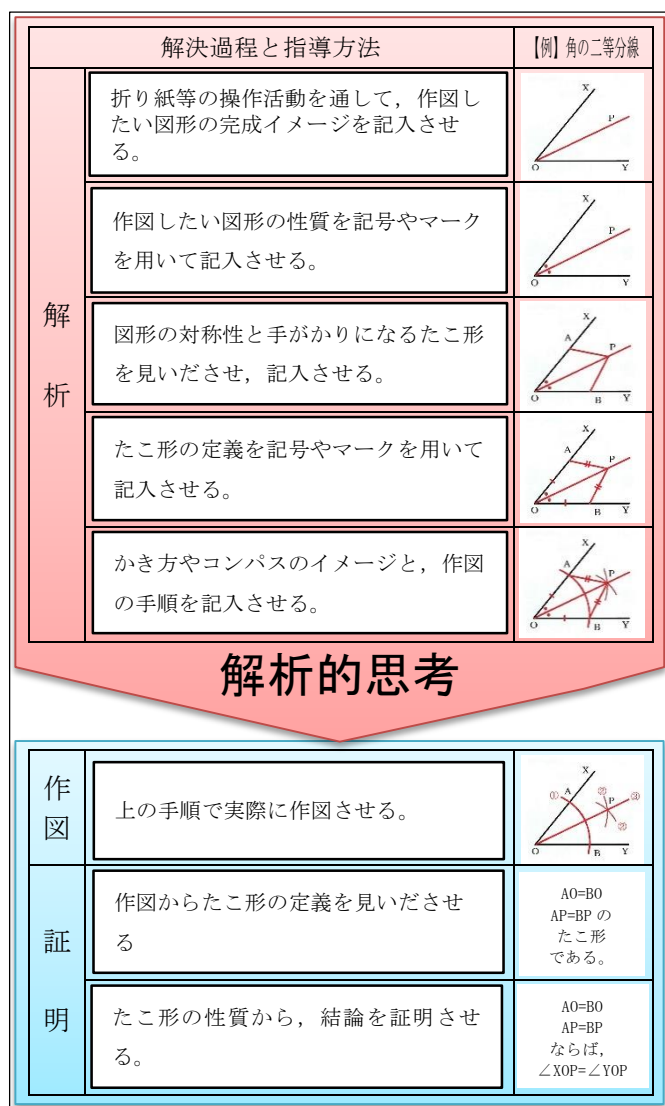 解決過程と指導方法
【例】角の二等分線
解
析
折り紙等の操作活動を通して，作図し
たい図形の完成イメージを記入させ
る。
X
P
O
Y
作図したい図形の性質を記号やマーク
を用いて記入させる。
X
P
O
Y
図形の対称性と手がかりになるたこ形
を見いださせ，記入させる。
X
A
P
O
B
Y
たこ形の定義を記号やマークを用いて
記入させる。
X
A
P
O
B
Y
かき方やコンパスのイメージと，作図
の手順を記入させる。
X
A
P
O
B
Y
解析的思考
作
図
上の手順で実際に作図させる。
X
①
A
②
P
③
②
O
B
Y
証
明
作図からたこ形の定義を見いださせ
る
AO=BO
AP=BP の
たこ形
である。
たこ形の性質から，結論を証明させ
る。
AO=BO
AP=BP
ならば，
∠XOP=∠YOP